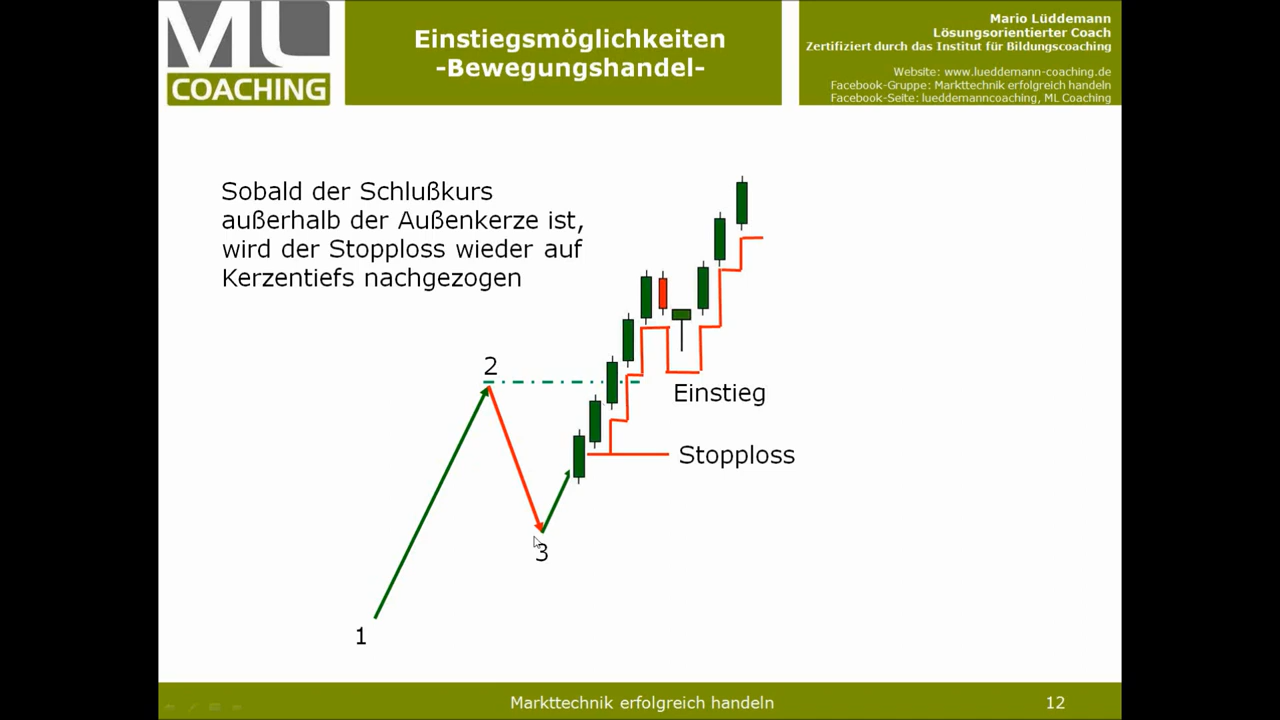 ML
COACHING
Einstiegsmöglichkeiten
-Bewegungshandel-
Mario Lüddemann
Lösungsorientierter Coach
Zertifiziert durch das Institut für Bildungscoaching
Website: www.lueddemann-coaching.de
Facebook-Gruppe: Markttechnik erfolgreich handeln
Facebook-Seite: lueddemanncoaching, ML Coaching
Sobald der Schlußkurs
außerhalb der Außenkerze ist,
wird der Stopploss wieder auf
Kerzentiefs nachgezogen
2
Einstieg
Stopploss
3
1
Markttechnik erfolgreich handeln
12